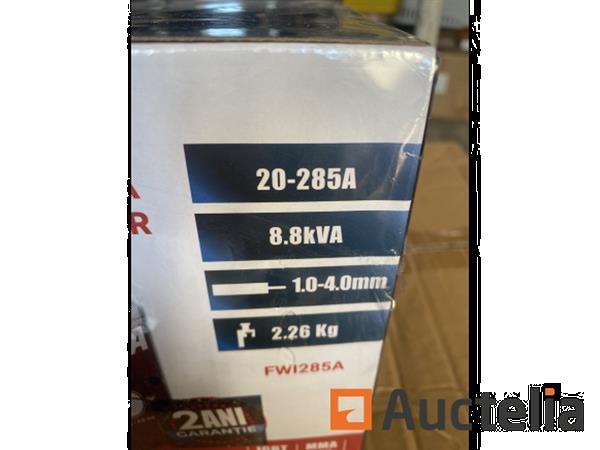 20-285A
8.8kVA
1.0-4.0mm
2.26 Kg
FWI285A
2ANI
GARANTIE
MMA
Auctelia